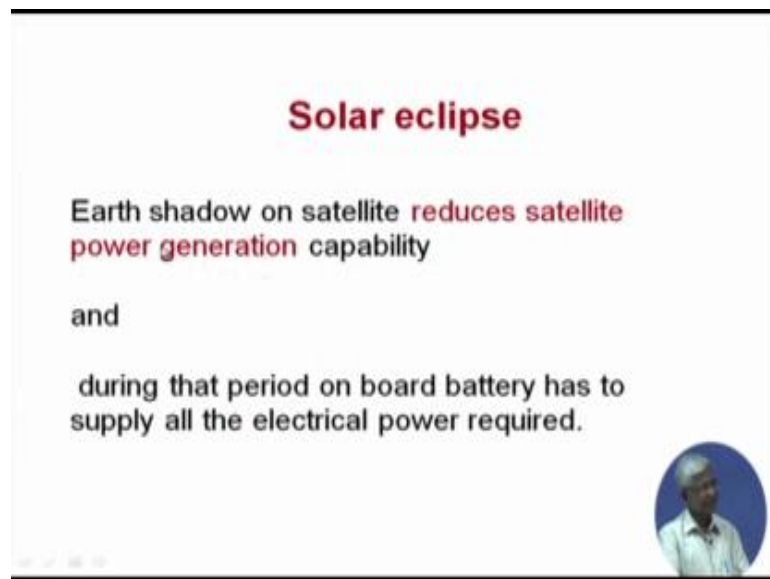 Solar eclipse
Earth shadow on satellite reduces satellite
power generation capability
and
during that period on board battery has to
supply all the electrical power required.